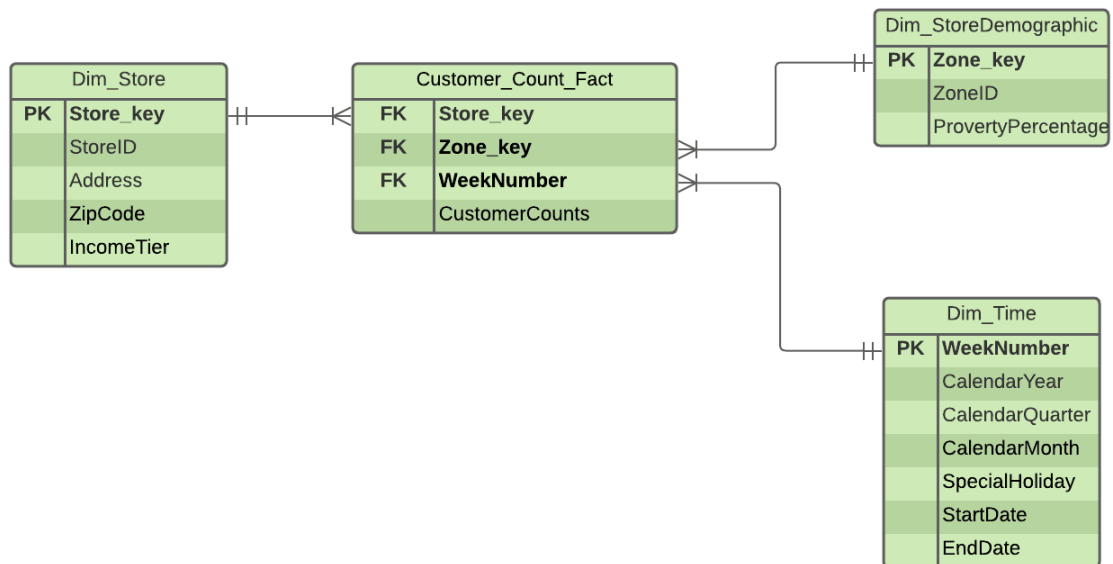 Dim_Store
PK Store_key
StoreID
Address
ZipCode
IncomeTier
Customer_Count_Fact
FK Store_key
FK Zone_key
FK WeekNumber
CustomerCounts
Dim_StoreDemographic
PK Zone_key
ZoneID
ProvertyPercentage
Dim_Time
PK WeekNumber
CalendarYear
CalendarQuarter
CalendarMonth
SpecialHoliday
StartDate
EndDate